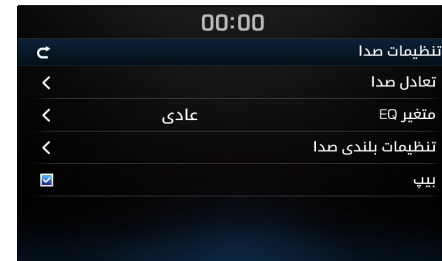 00:00
تنظیمات صدا
تعادل صدا
متغیر EQ عادی
تنظیمات بلندی صدا
بیپ